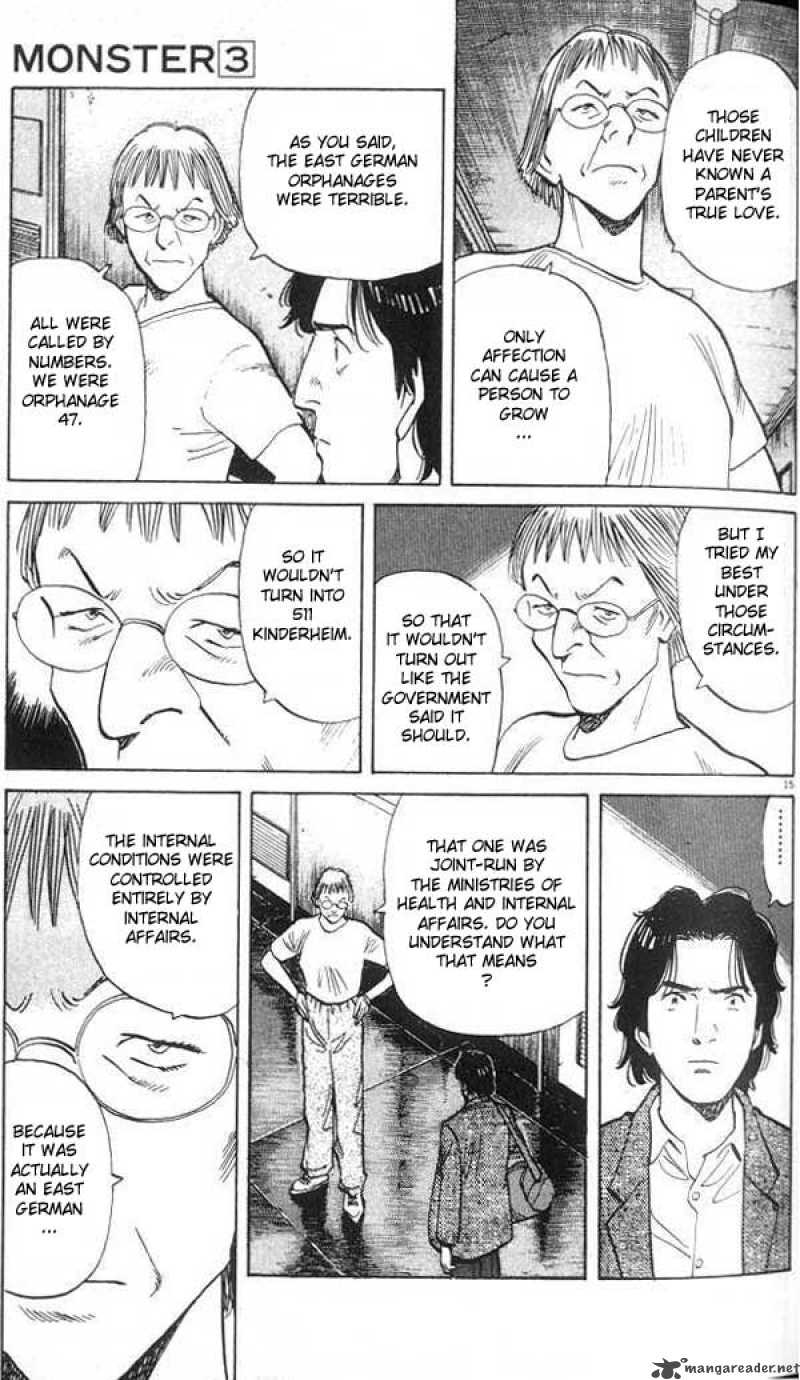 MONSTER 3
THOSE
CHILDREN
HAVE NEVER
KNOWN A
PARENT'S
TRUE LOVE.
ONLY
AFFECTION
CAN CAUSE A
PERSON TO
GROW
...
AS YOU SAID,
THE EAST GERMAN
ORPHANAGES
WERE TERRIBLE.
ALL WERE
CALLED BY
NUMBERS.
WE WERE
ORPHANAGE
47.
BUT I
TRIED MY
BEST
UNDER
THOSE
CIRCUM-
STANCES.
SO THAT
IT WOULDN'T
TURN OUT
LIKE THE
GOVERNMENT
SAID IT
SHOULD.
SO IT
WOULDN'T
TURN INTO
511
KINDERHEIM.
15
.........
THAT ONE WAS
JOINT-RUN BY
THE MINISTRIES OF
HEALTH AND INTERNAL
AFFAIRS. DO YOU
UNDERSTAND WHAT
THAT MEANS
?
THE INTERNAL
CONDITIONS WERE
CONTROLLED
ENTIRELY BY
INTERNAL
AFFAIRS.
BECAUSE
IT WAS
ACTUALLY
AN EAST
GERMAN
...
mangareader.net